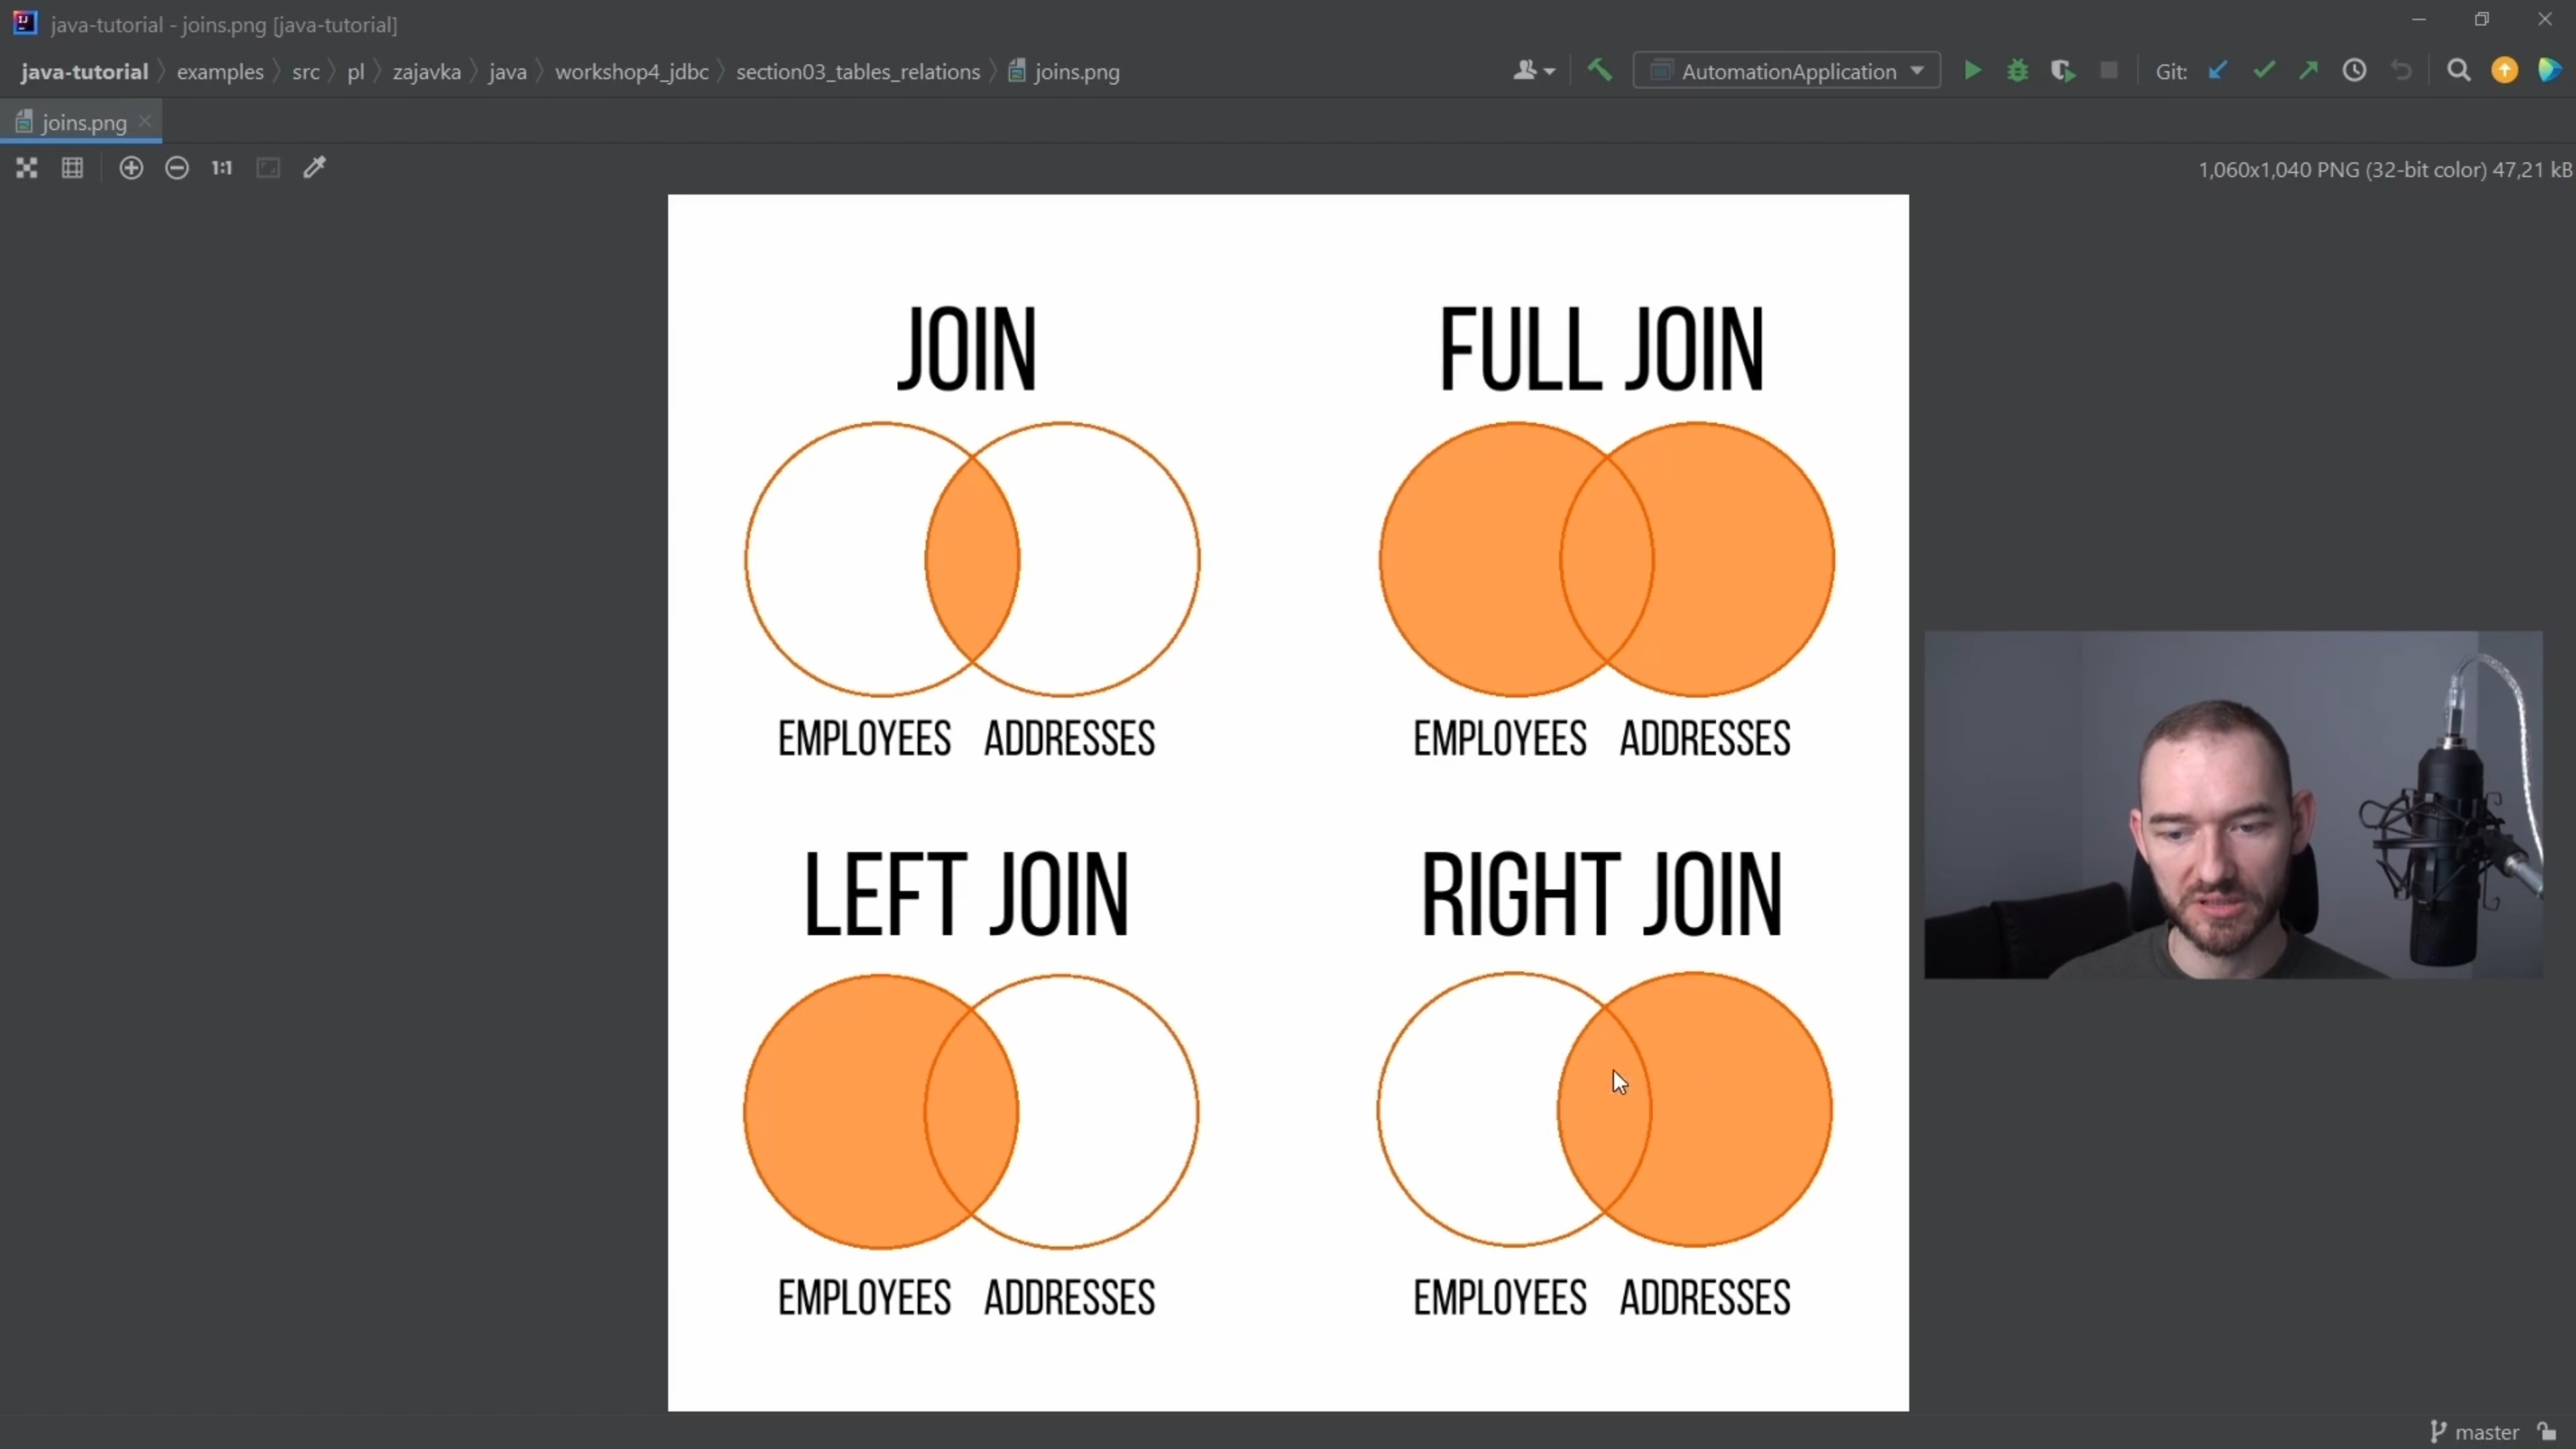 java-tutorial - joins.png [java-tutorial]
java-tutorial examples src pl zajavka java workshop4_jdbc section03_tables_relations joins.png
AutomationApplication
Git:
joins.png
1:1
1,060x1,040 PNG (32-bit color) 47,21 kB
JOIN
FULL JOIN
EMPLOYEES ADDRESSES
EMPLOYEES ADDRESSES
LEFT JOIN
RIGHT JOIN
EMPLOYEES ADDRESSES
EMPLOYEES ADDRESSES
master